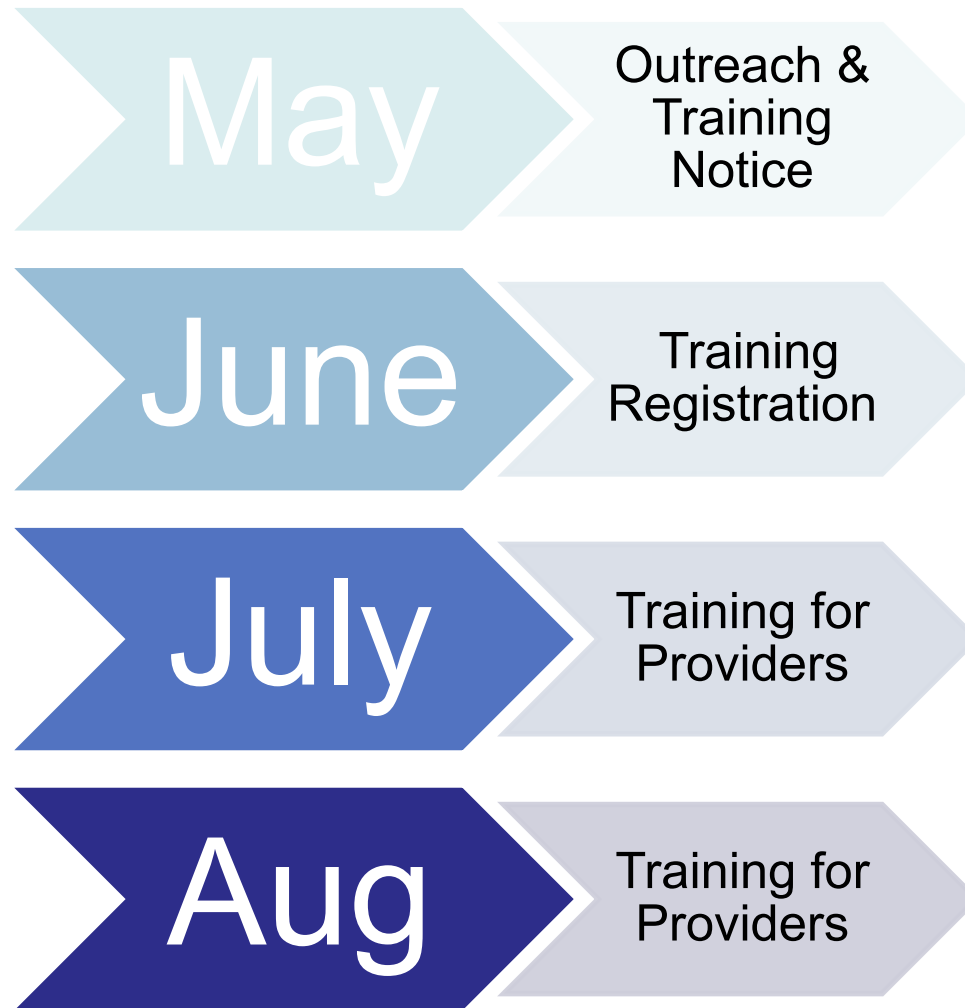 May
Outreach &
Training
Notice
June
Training
Registration
July
Training for
Providers
Aug
Training for
Providers